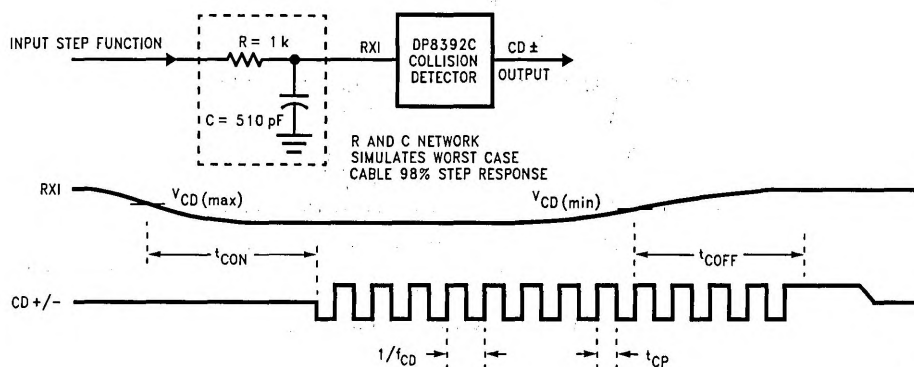 INPUT STEP FUNCTION
R = 1 k
C = 510 pF
RXI
DP8392C
COLLISION
DETECTOR
CD ±
OUTPUT
R AND C NETWORK
SIMULATES WORST CASE
CABLE 98% STEP RESPONSE
RXI
VCD (max)
VCD (min)
tCON
tCOFF
CD +/-
1/fCD
tCP